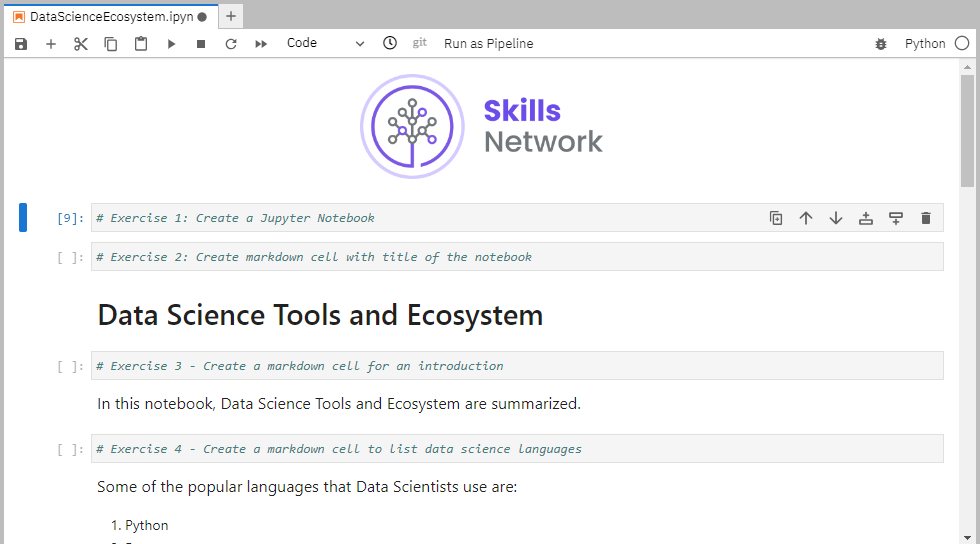 DataScienceEcosystem.ipyn
Code
git
Run as Pipeline
Python
Skills
Network
[9]: # Exercise 1: Create a Jupyter Notebook
[ ]: # Exercise 2: Create markdown cell with title of the notebook
Data Science Tools and Ecosystem
[ ]: # Exercise 3 - Create a markdown cell for an introduction
In this notebook, Data Science Tools and Ecosystem are summarized.
[ ]: # Exercise 4 - Create a markdown cell to list data science languages
Some of the popular languages that Data Scientists use are:
1. Python